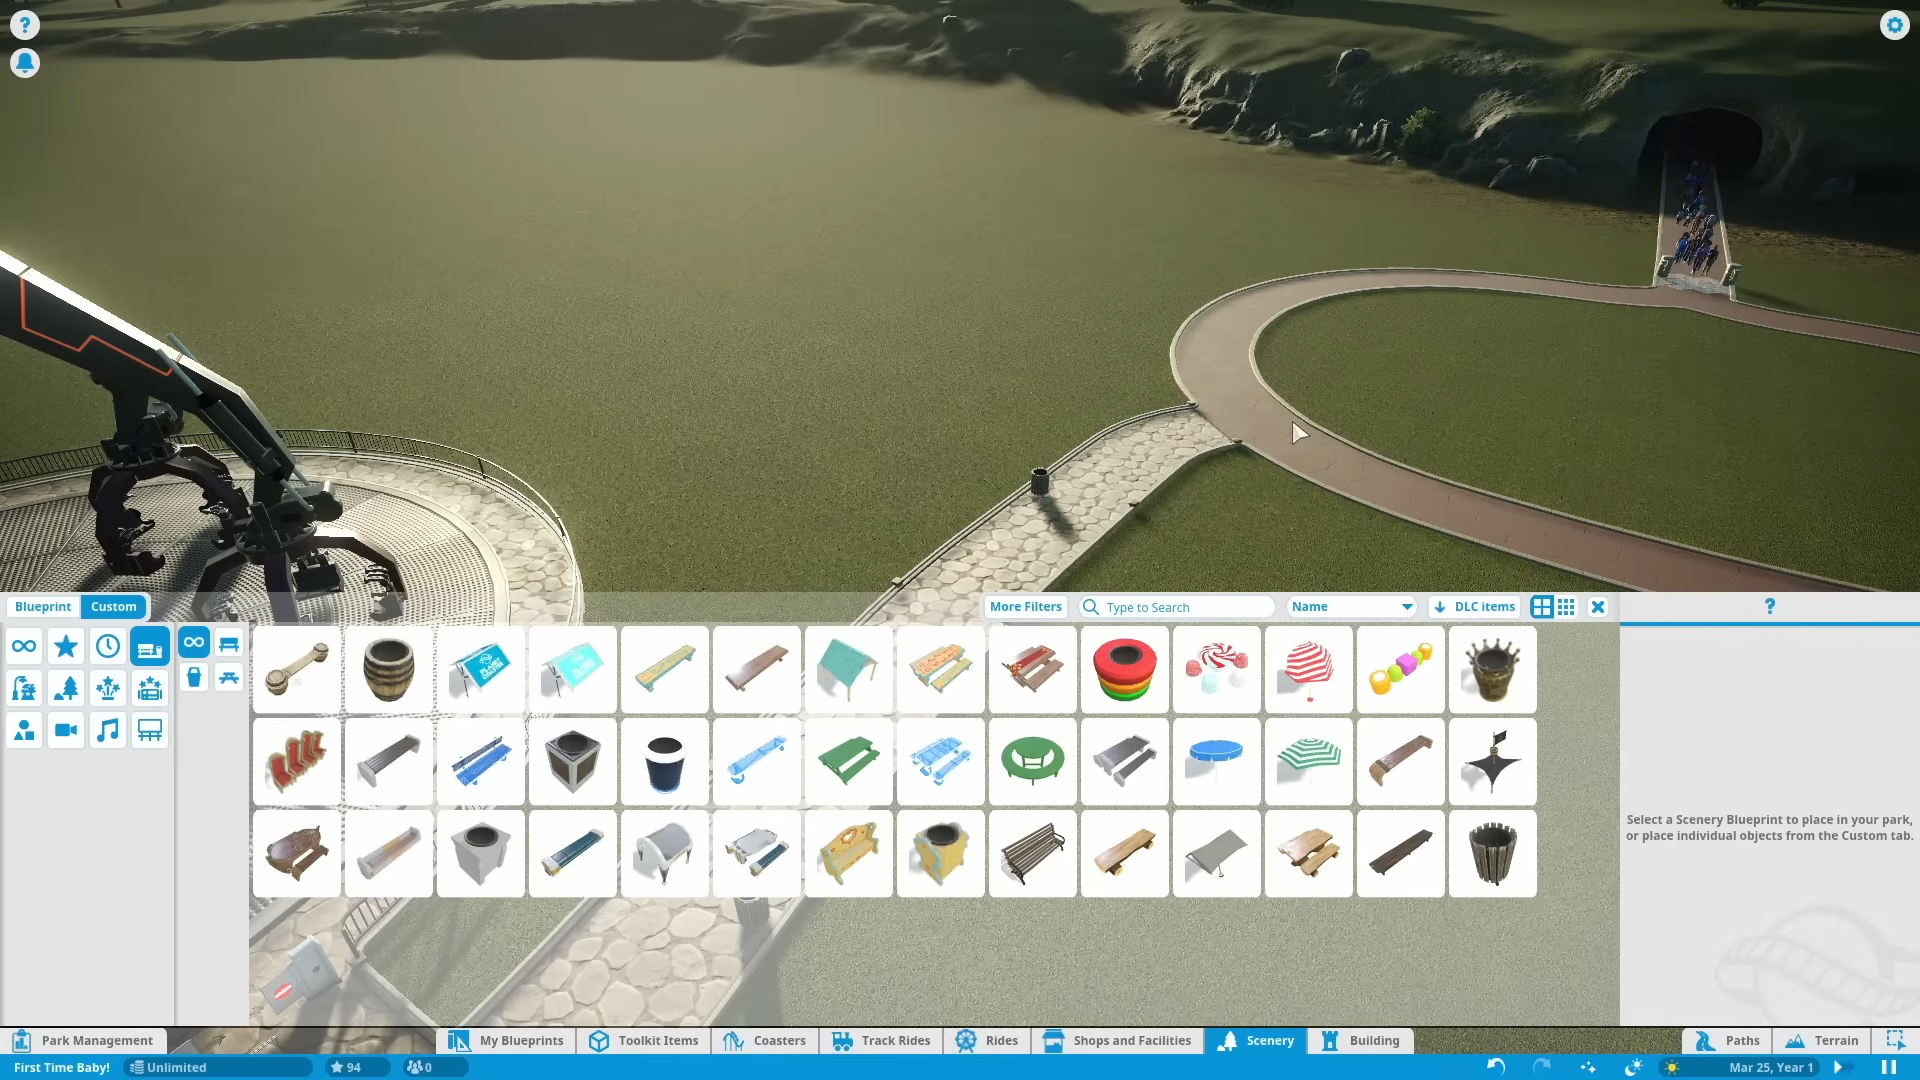 ?
Blueprint
Custom
More Filters
Type to Search
Name
DLC items
?
Select a Scenery Blueprint to place in your park,
or place individual objects from the Custom tab.
Park Management
My Blueprints
Toolkit Items
Coasters
Track Rides
Rides
Shops and Facilities
Scenery
Building
Paths
Terrain
First Time Baby!
Unlimited
94
0
Mar 25, Year 1